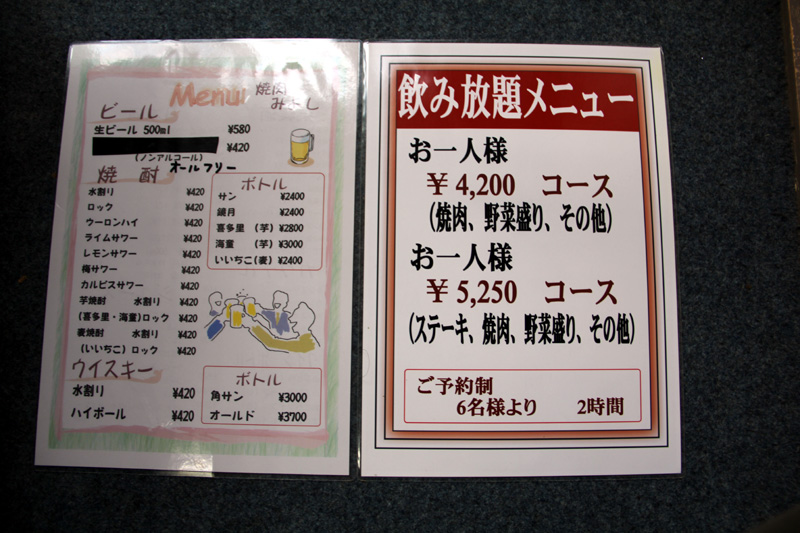 Menu 焼肉
み し
ビール
生ビール 500ml ¥580
¥420
(ノンアルコール)
オールフリー
焼酎
水割り ¥420
ロック ¥420
ウーロンハイ ¥420
ライムサワー ¥420
レモンサワー ¥420
梅サワー ¥420
カルピスサワー ¥420
芋焼酎 水割り ¥420
(喜多里・海童)ロック ¥420
麦焼酎 水割り ¥420
(いいちこ)ロック ¥420
ボトル
サン ¥2400
鏡月 ¥2400
喜多里 (芋) ¥2800
海童 (芋) ¥3000
いいちこ(麦) ¥2400
ウイスキー
水割り ¥420
ハイボール ¥420
ボトル
角サン ¥3000
オールド ¥3700
飲み放題メニュー
お一人様
¥4,200 コース
(焼肉、野菜盛り、その他)
お一人様
¥5,250 コース
(ステーキ、焼肉、野菜盛り、その他)
ご予約制
6名様より 2時間